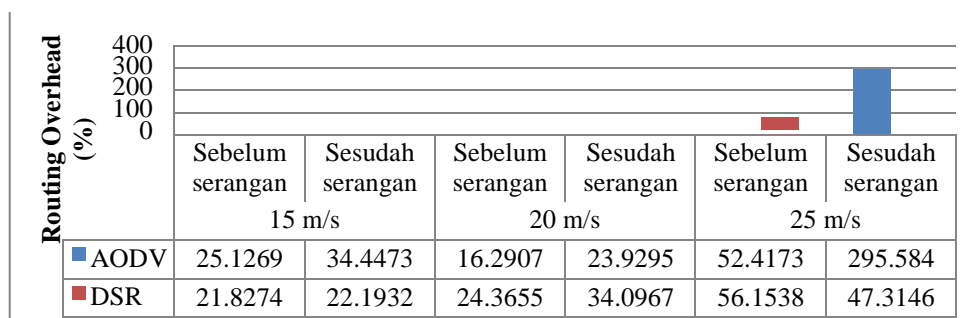 Routing Overhead
(%)
400
300
200
100
0
Sebelum serangan Sesudah serangan Sebelum serangan Sesudah serangan Sebelum serangan Sesudah serangan
15 m/s 20 m/s 25 m/s
AODV 25.1269 34.4473 16.2907 23.9295 52.4173 295.584
DSR 21.8274 22.1932 24.3655 34.0967 56.1538 47.3146